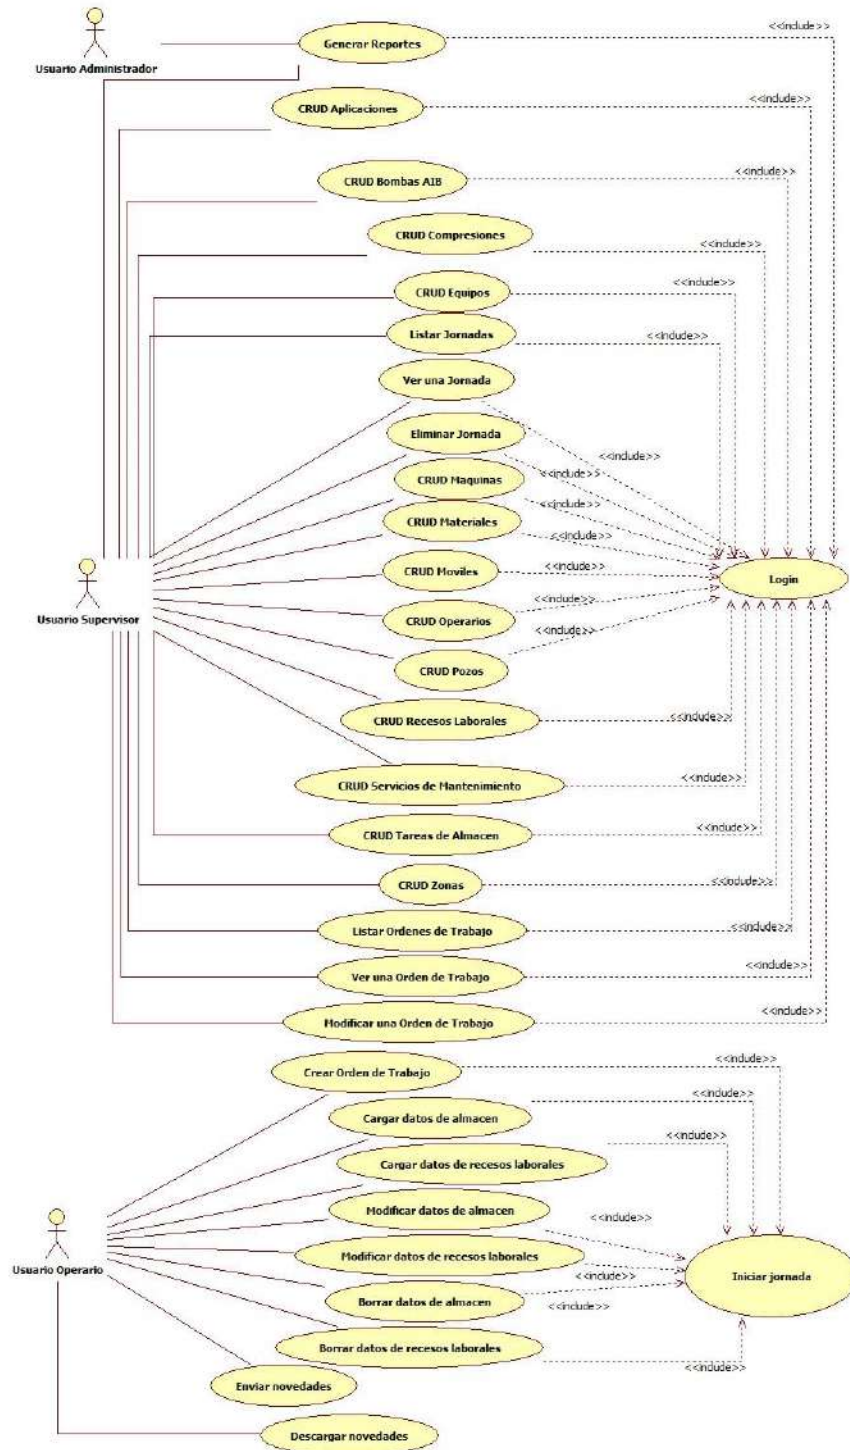 <<include>>
Generar Reportes
Usuario Administrador
<<include>>
CRUD Aplicaciones
<<include>>
CRUD Bombas AIB
CRUD Compresiones
<<include>>
<<include>>
CRUD Equipos
Listar Jornadas
<<include>>
Ver una Jornada
<<include>>
Eliminar Jornada
<<include>>
CRUD Maquinas
<<include>>
CRUD Materiales
<<include>>
CRUD Moviles
<<include>>
Login
Usuario Supervisor
CRUD Operarios
<<include>>
<<include>>
CRUD Pozos
CRUD Recesos Laborales
<<include>>
<<include>>
CRUD Servicios de Mantenimiento
<<include>>
CRUD Tareas de Almacen
CRUD Zonas
<<include>>
Listar Ordenes de Trabajo
<<include>>
<<include>>
Ver una Orden de Trabajo
<<include>>
Modificar una Orden de Trabajo
<<include>>
Crear Orden de Trabajo
<<include>>
Cargar datos de almacen
<<include>>
Cargar datos de recesos laborales
Modificar datos de almacen
<<include>>
Usuario Operario
Modificar datos de recesos laborales
<<include>>
Iniciar jornada
Borrar datos de almacen
<<include>>
Borrar datos de recesos laborales
<<include>>
Enviar novedades
Descargar novedades